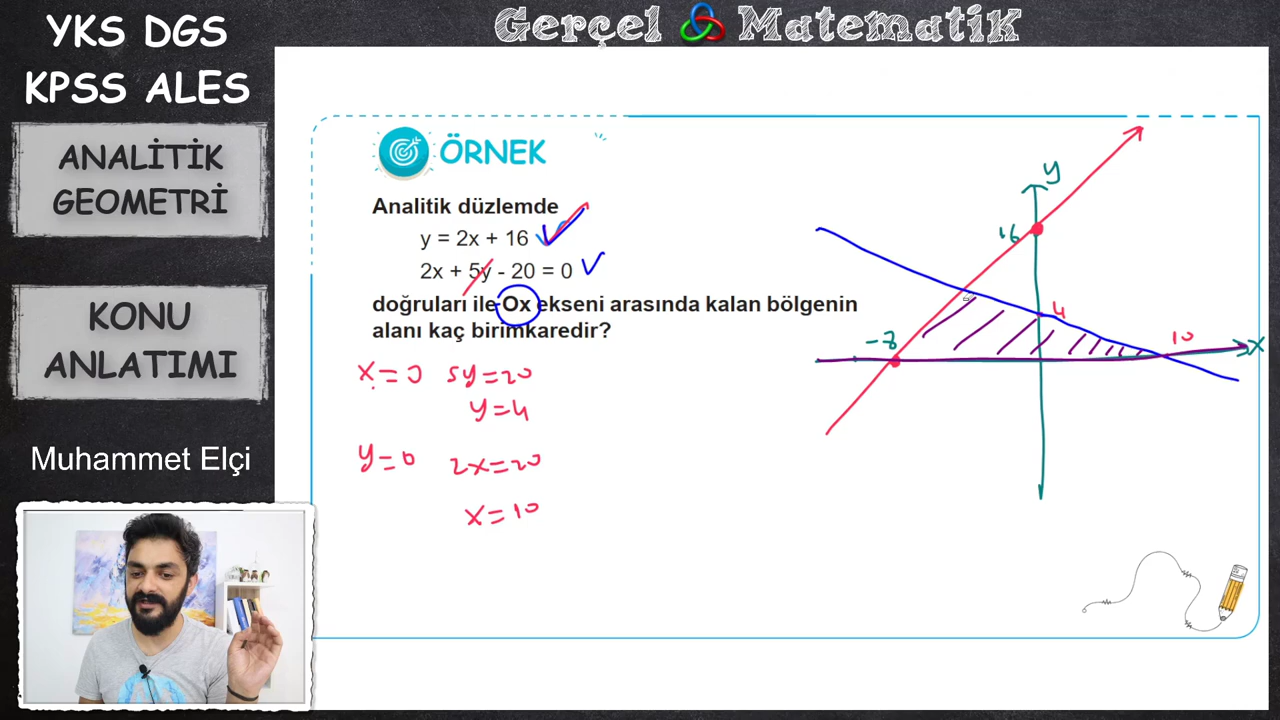 YKS DGS
KPSS ALES
ANALİTİK
GEOMETRİ
KONU
ANLATIMI
Muhammet Elçi
Gerçel Matematik
ÖRNEK
Analitik düzlemde
y = 2x + 16
2x + 5y - 20 = 0
doğruları ile Ox ekseni arasında kalan bölgenin
alanı kaç birimkaredir?
x=0 5y=20
y=4
y=0 2x=20
x=10
y
16
4
-8
10
x